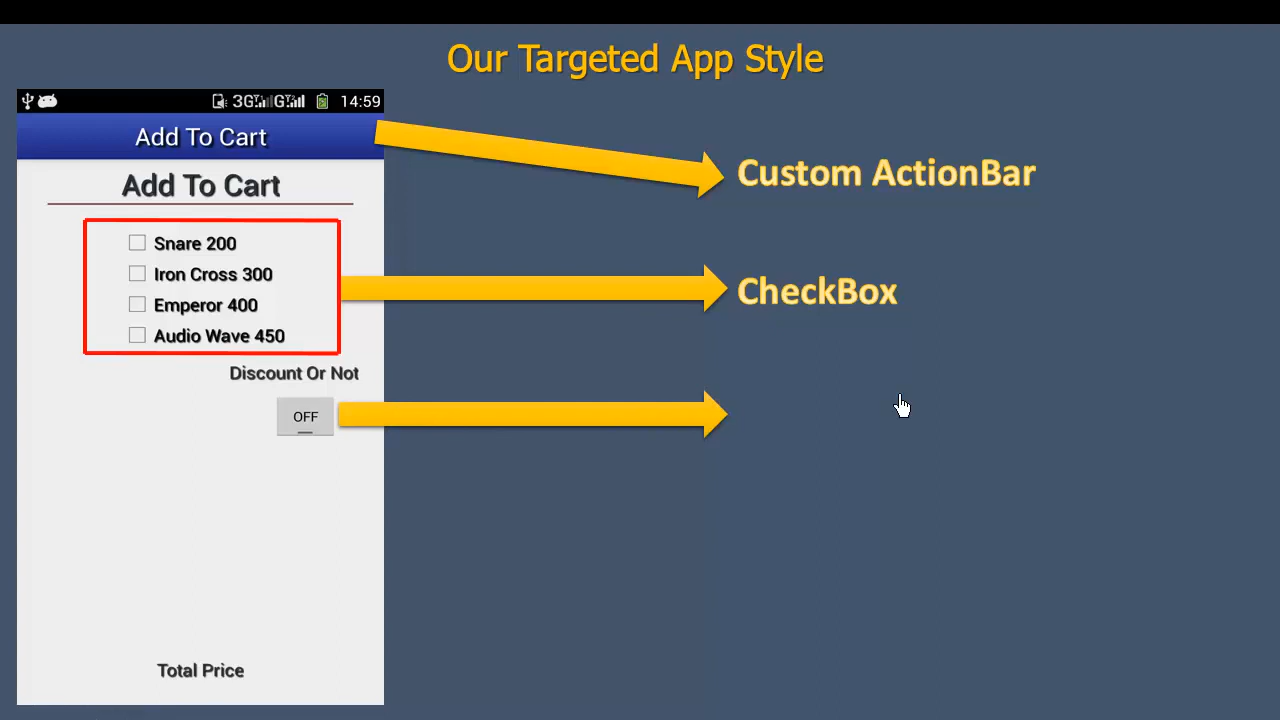 Our Targeted App Style
3G G 14:59
Add To Cart
Add To Cart
Snare 200
Iron Cross 300
Emperor 400
Audio Wave 450
Discount Or Not
OFF
Total Price
Custom ActionBar
CheckBox